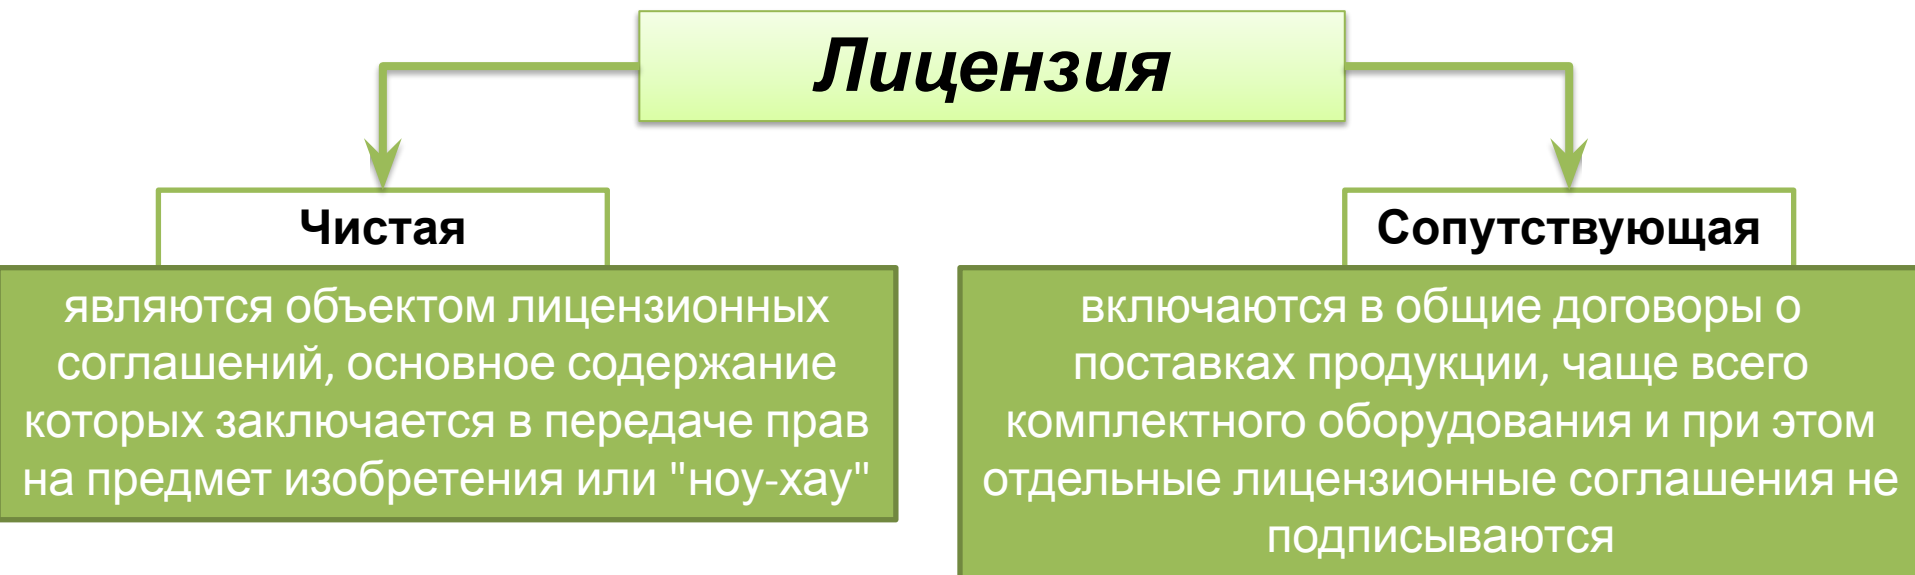 Лицензия
Чистая
являются объектом лицензионных
соглашений, основное содержание
которых заключается в передаче прав
на предмет изобретения или "ноу-хау"
Сопутствующая
включаются в общие договоры о
поставках продукции, чаще всего
комплектного оборудования и при этом
отдельные лицензионные соглашения не
подписываются